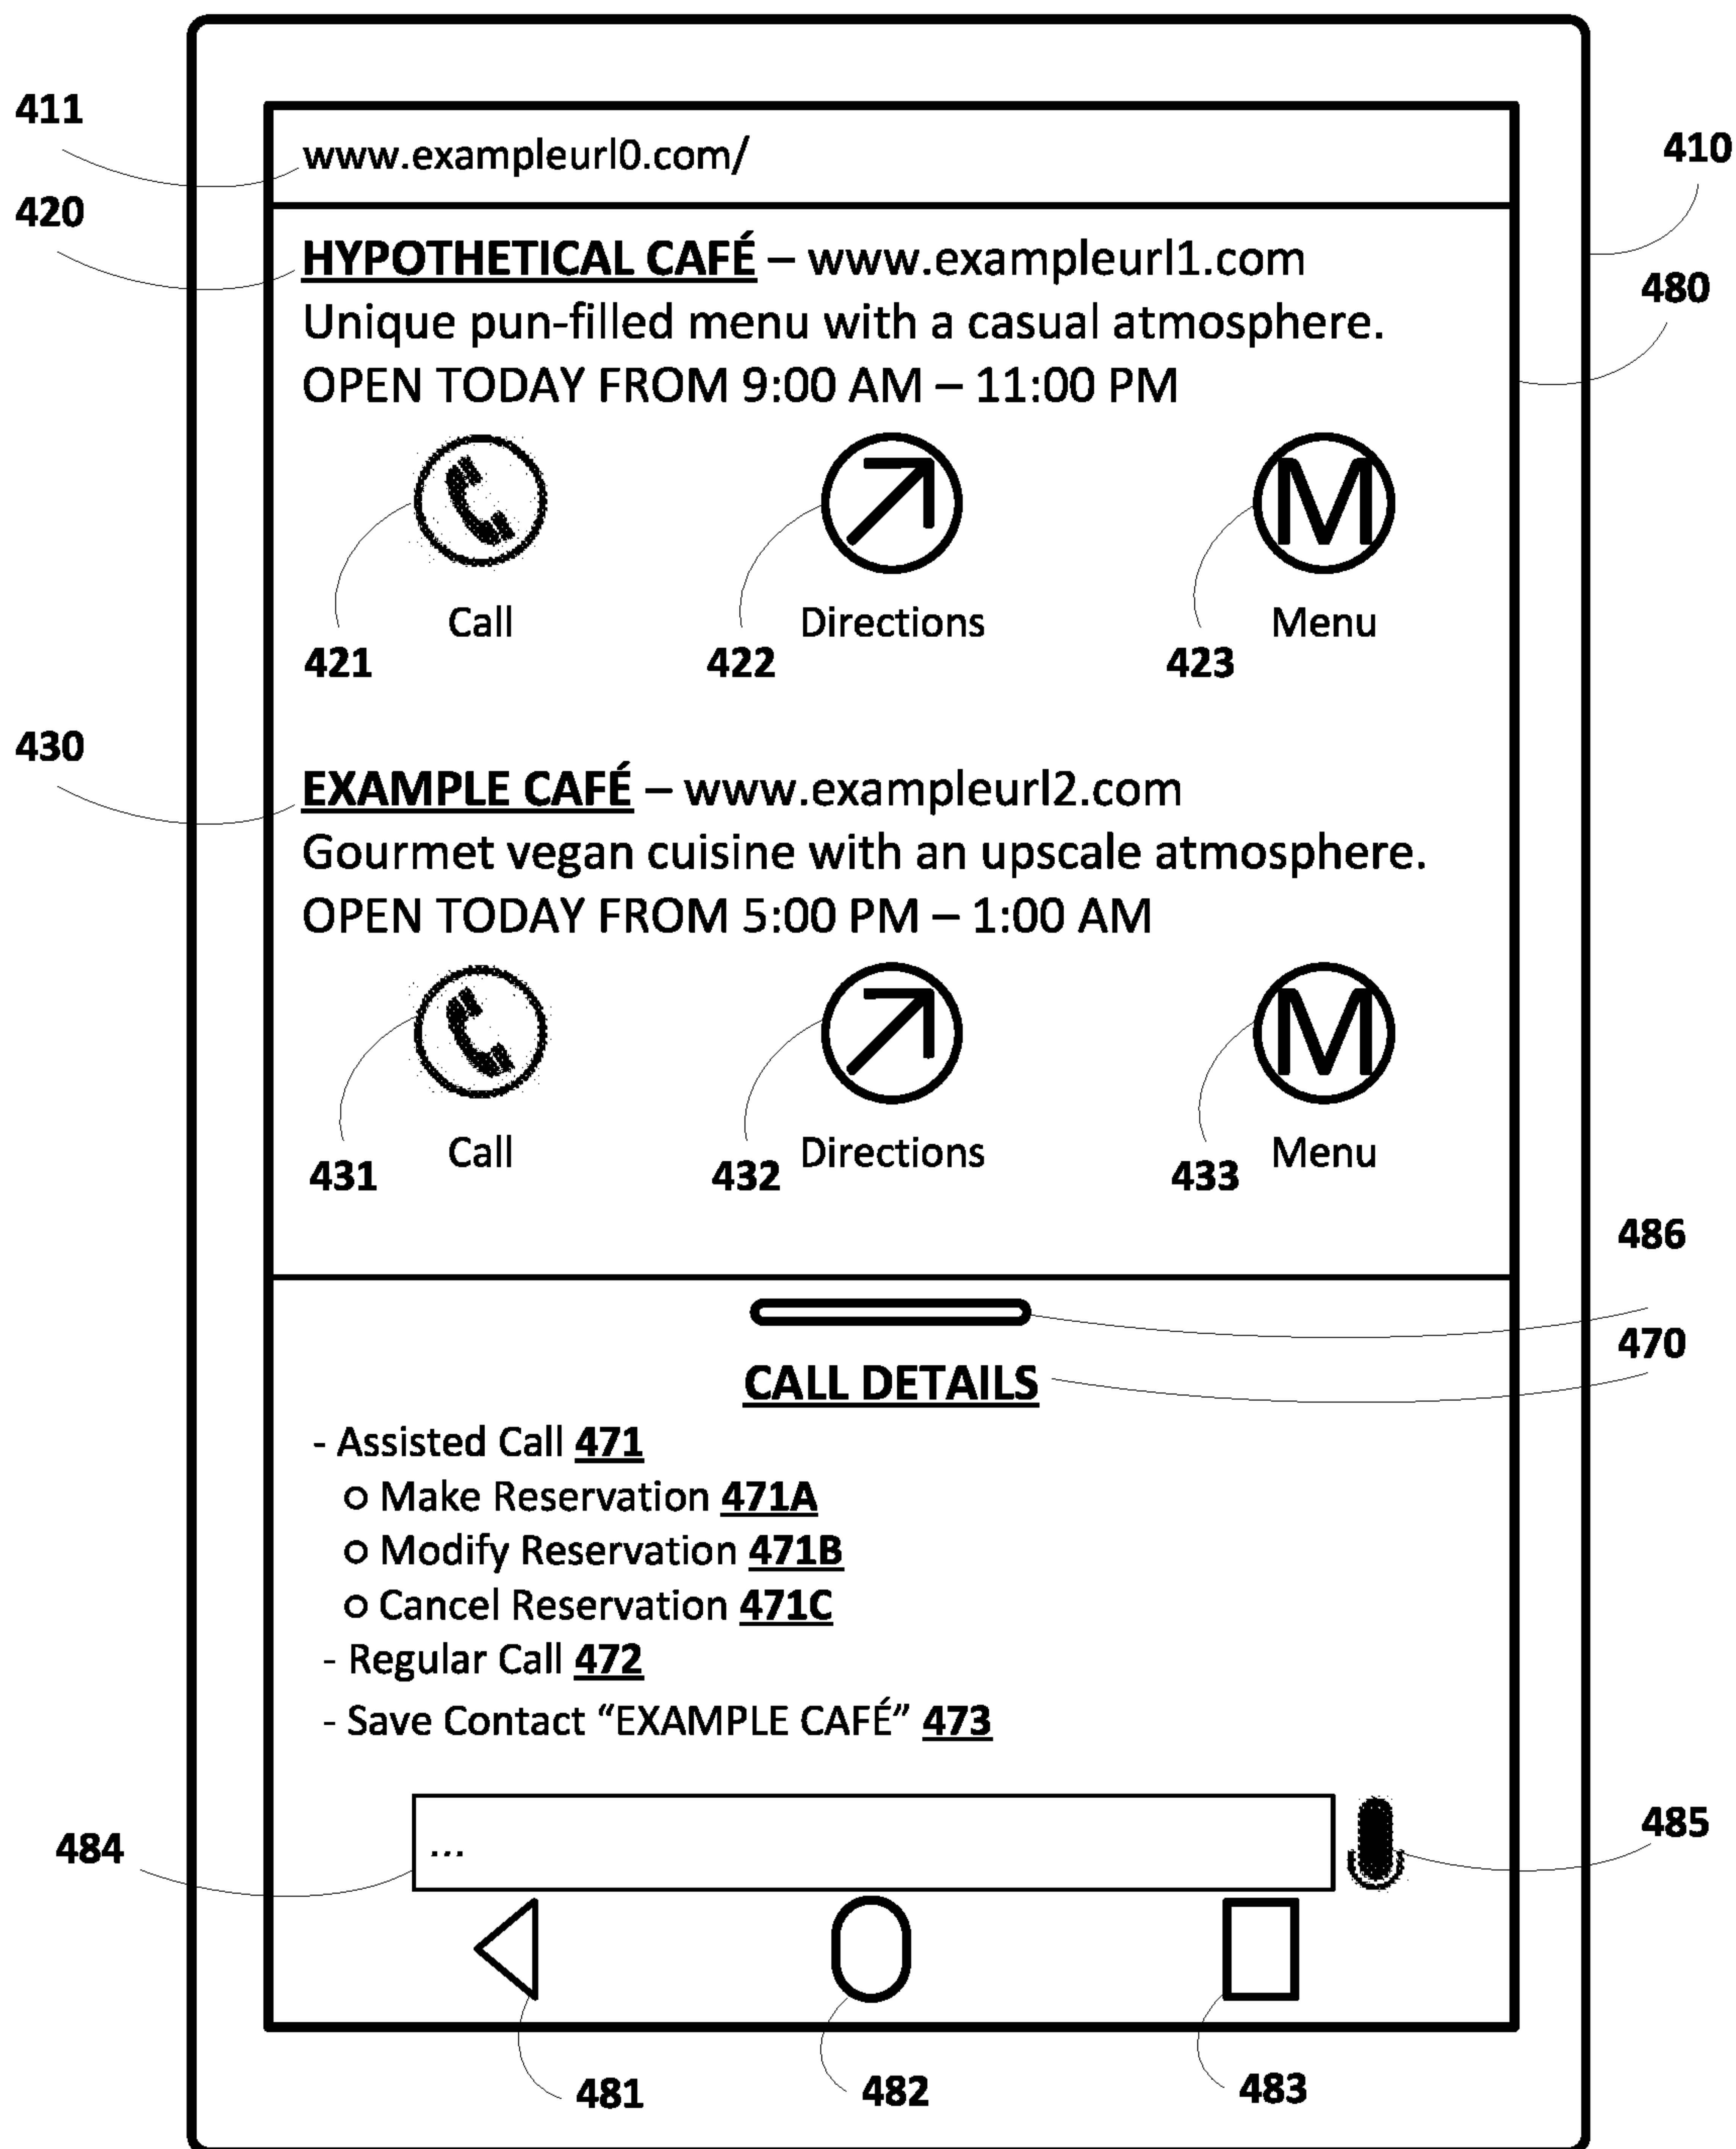 411
www.exampleurl0.com/
410
420
HYPOTHETICAL CAFÉ – www.exampleurl1.com
480
Unique pun-filled menu with a casual atmosphere.
OPEN TODAY FROM 9:00 AM – 11:00 PM
M
Call Directions Menu
421 422 423
430
EXAMPLE CAFÉ – www.exampleurl2.com
Gourmet vegan cuisine with an upscale atmosphere.
OPEN TODAY FROM 5:00 PM – 1:00 AM
M
Call Directions Menu
431 432 433
486
470
CALL DETAILS
- Assisted Call 471
o Make Reservation 471A
o Modify Reservation 471B
o Cancel Reservation 471C
- Regular Call 472
- Save Contact “EXAMPLE CAFÉ” 473
484
...
485
481 482 483